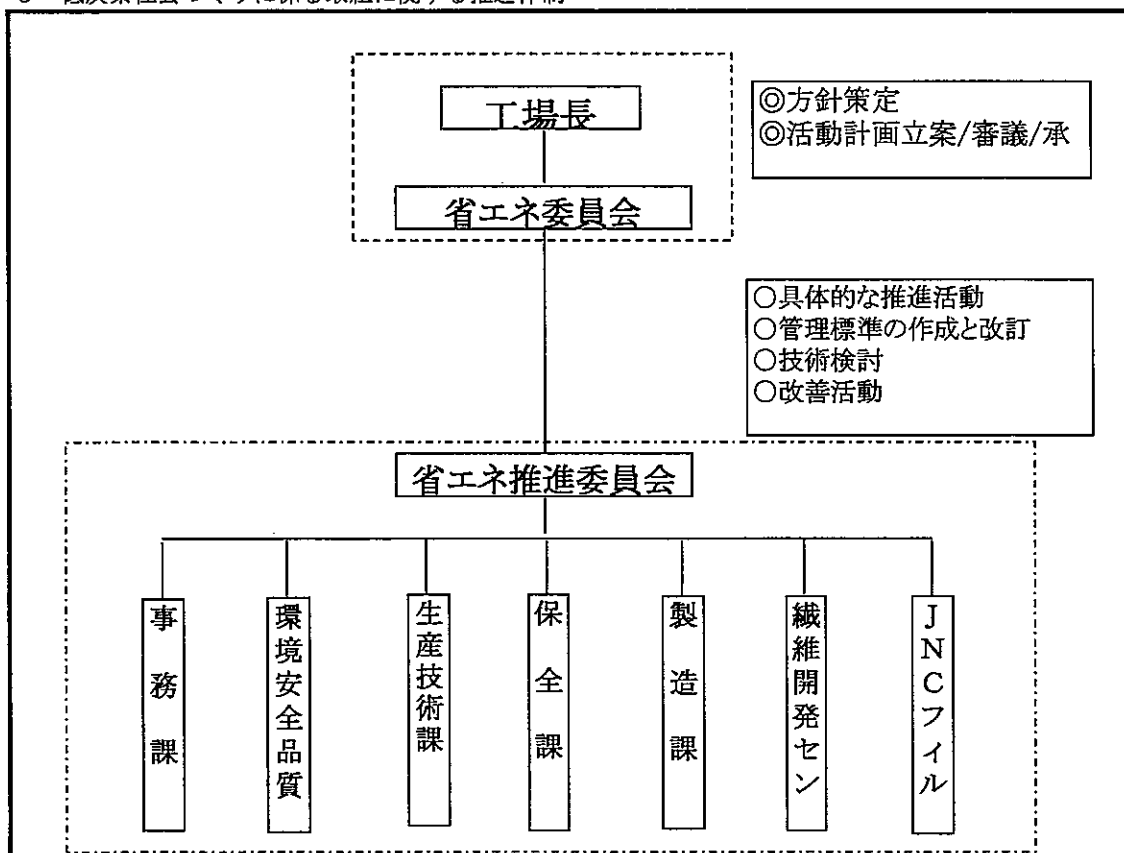 工場長
◎方針策定
◎活動計画立案/審議/承
省エネ委員会
○具体的な推進活動
○管理標準の作成と改訂
○技術検討
○改善活動
省エネ推進委員会
事務課
環境安全品質
生産技術課
保全課
製造課
繊維開発セン
JNCフィル